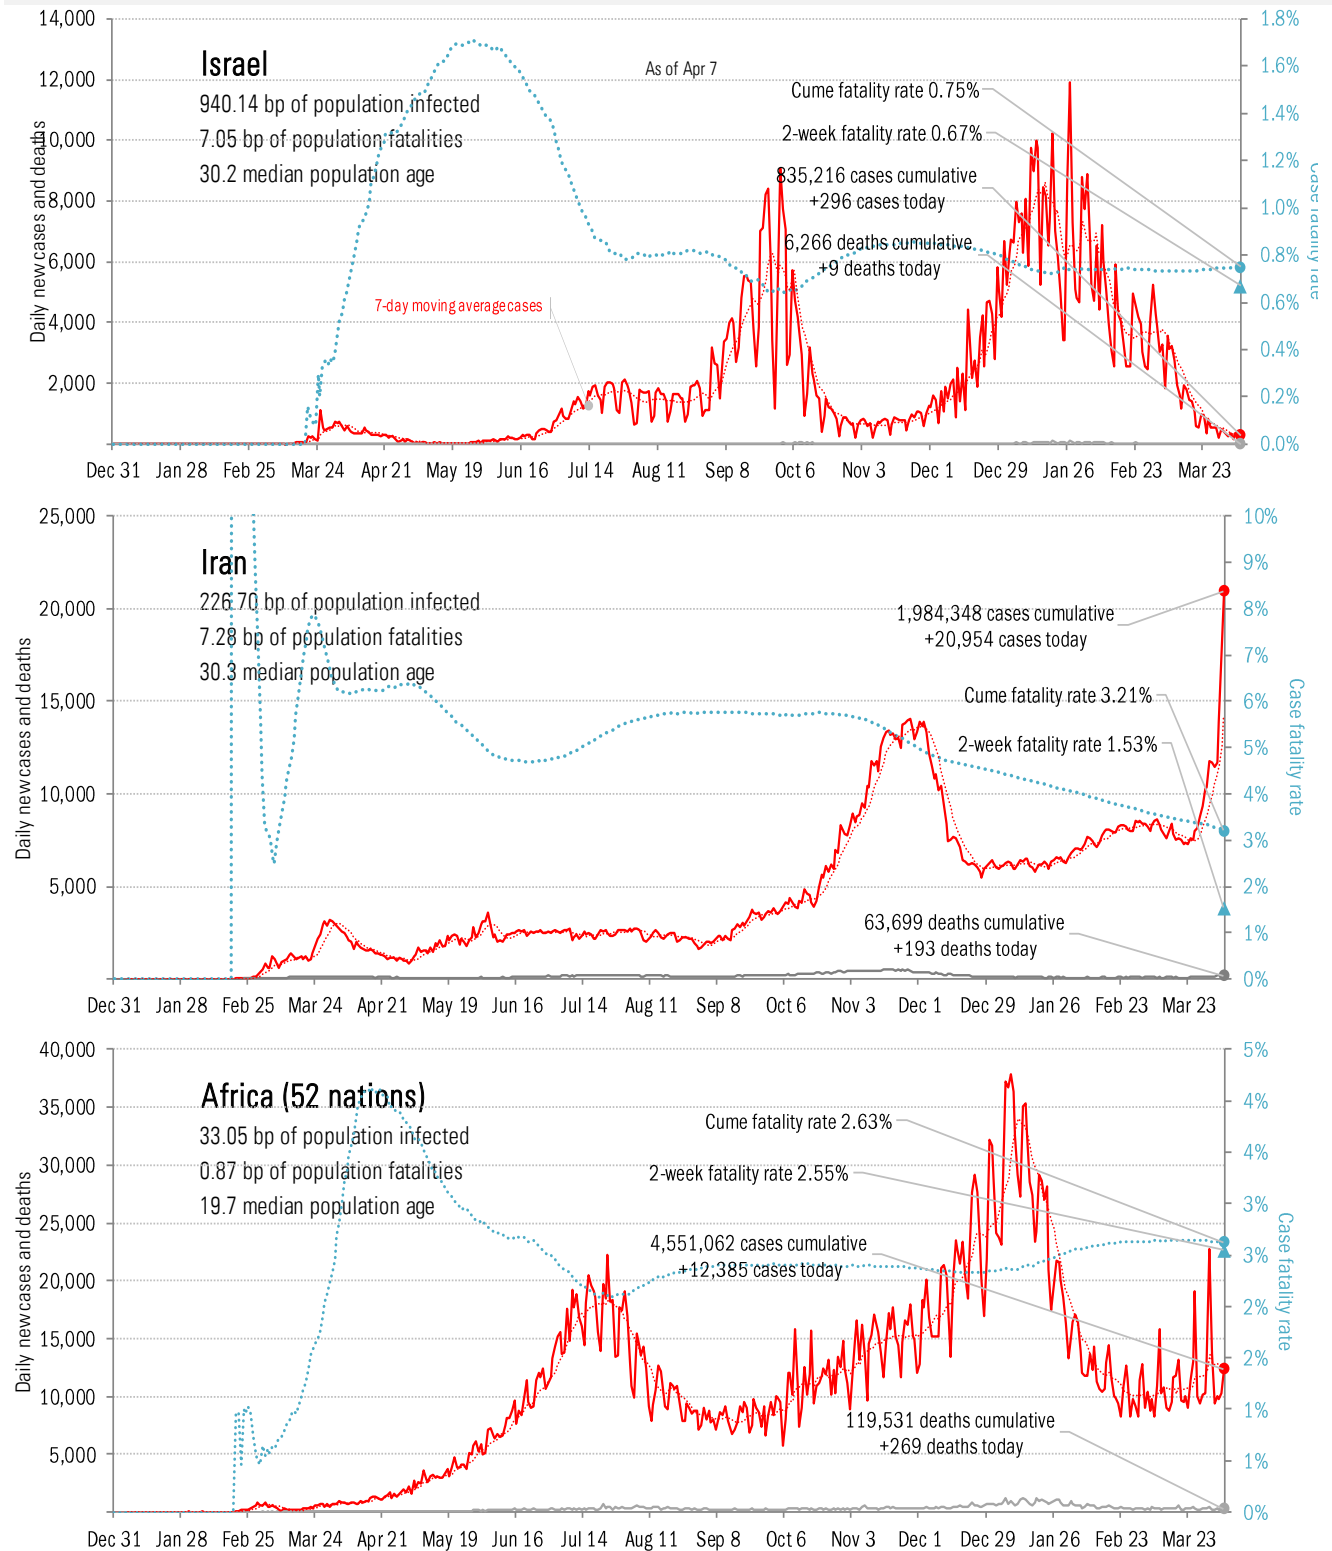 14,000
12,000
10,000
8,000
6,000
4,000
2,000
1.8%
1.6%
1.4%
1.2%
1.0%
0.8%
0.6%
0.4%
0.2%
0.0%
Daily new cases and deaths
Case fatality rate
Israel
940.14 bp of population infected
7.05 bp of population fatalities
30.2 median population age
As of Apr 7
Cume fatality rate 0.75%
2-week fatality rate 0.67%
835,216 cases cumulative
+296 cases today
6,266 deaths cumulative
+9 deaths today
7-day moving average cases
Dec 31 Jan 28 Feb 25 Mar 24 Apr 21 May 19 Jun 16 Jul 14 Aug 11 Sep 8 Oct 6 Nov 3 Dec 1 Dec 29 Jan 26 Feb 23 Mar 23
25,000
20,000
15,000
10,000
5,000
10%
9%
8%
7%
6%
5%
4%
3%
2%
1%
0%
Daily new cases and deaths
Case fatality rate
Iran
226.70 bp of population infected
7.28 bp of population fatalities
30.3 median population age
1,984,348 cases cumulative
+20,954 cases today
Cume fatality rate 3.21%
2-week fatality rate 1.53%
63,699 deaths cumulative
+193 deaths today
Dec 31 Jan 28 Feb 25 Mar 24 Apr 21 May 19 Jun 16 Jul 14 Aug 11 Sep 8 Oct 6 Nov 3 Dec 1 Dec 29 Jan 26 Feb 23 Mar 23
40,000
35,000
30,000
25,000
20,000
15,000
10,000
5,000
5%
4%
4%
3%
3%
2%
2%
1%
1%
0%
Daily new cases and deaths
Case fatality rate
Africa (52 nations)
33.05 bp of population infected
0.87 bp of population fatalities
19.7 median population age
Cume fatality rate 2.63%
2-week fatality rate 2.55%
4,551,062 cases cumulative
+12,385 cases today
119,531 deaths cumulative
+269 deaths today
Dec 31 Jan 28 Feb 25 Mar 24 Apr 21 May 19 Jun 16 Jul 14 Aug 11 Sep 8 Oct 6 Nov 3 Dec 1 Dec 29 Jan 26 Feb 23 Mar 23